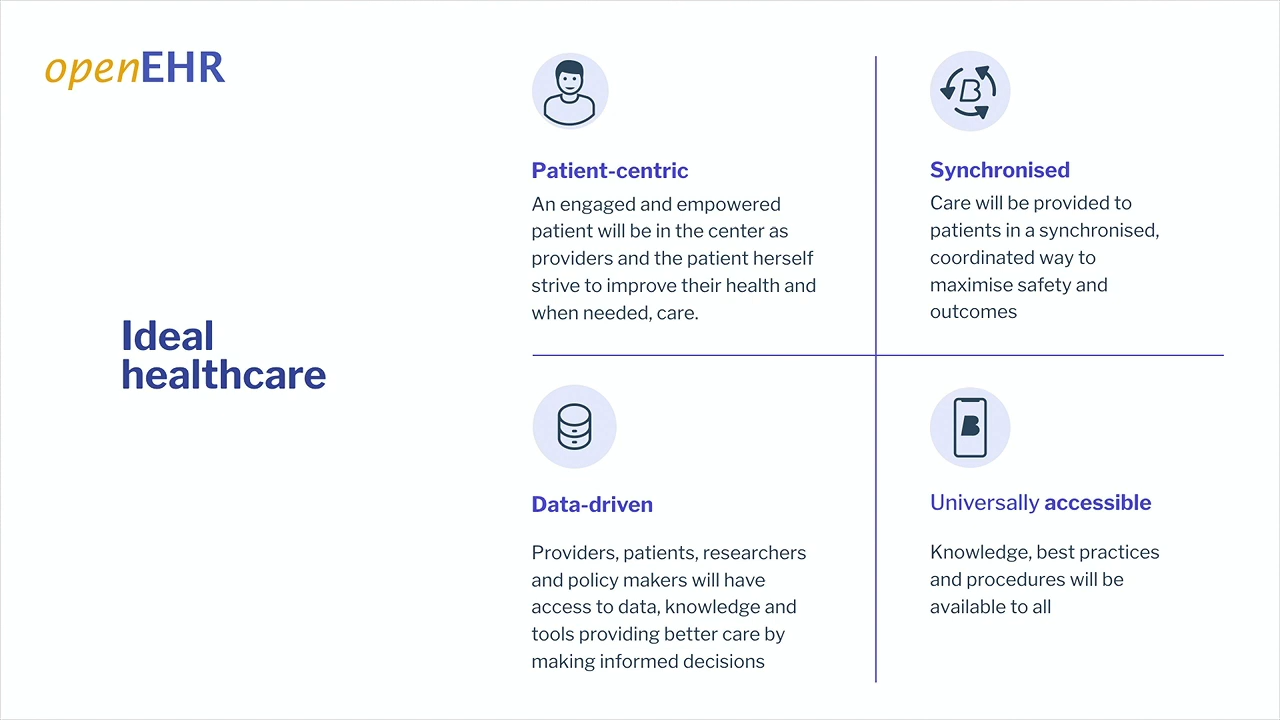 openEHR
Ideal
healthcare
Patient-centric
An engaged and empowered
patient will be in the center as
providers and the patient herself
strive to improve their health and
when needed, care.
B
Synchronised
Care will be provided to
patients in a synchronised,
coordinated way to
maximise safety and
outcomes
Data-driven
Providers, patients, researchers
and policy makers will have
access to data, knowledge and
tools providing better care by
making informed decisions
B
Universally accessible
Knowledge, best practices
and procedures will be
available to all